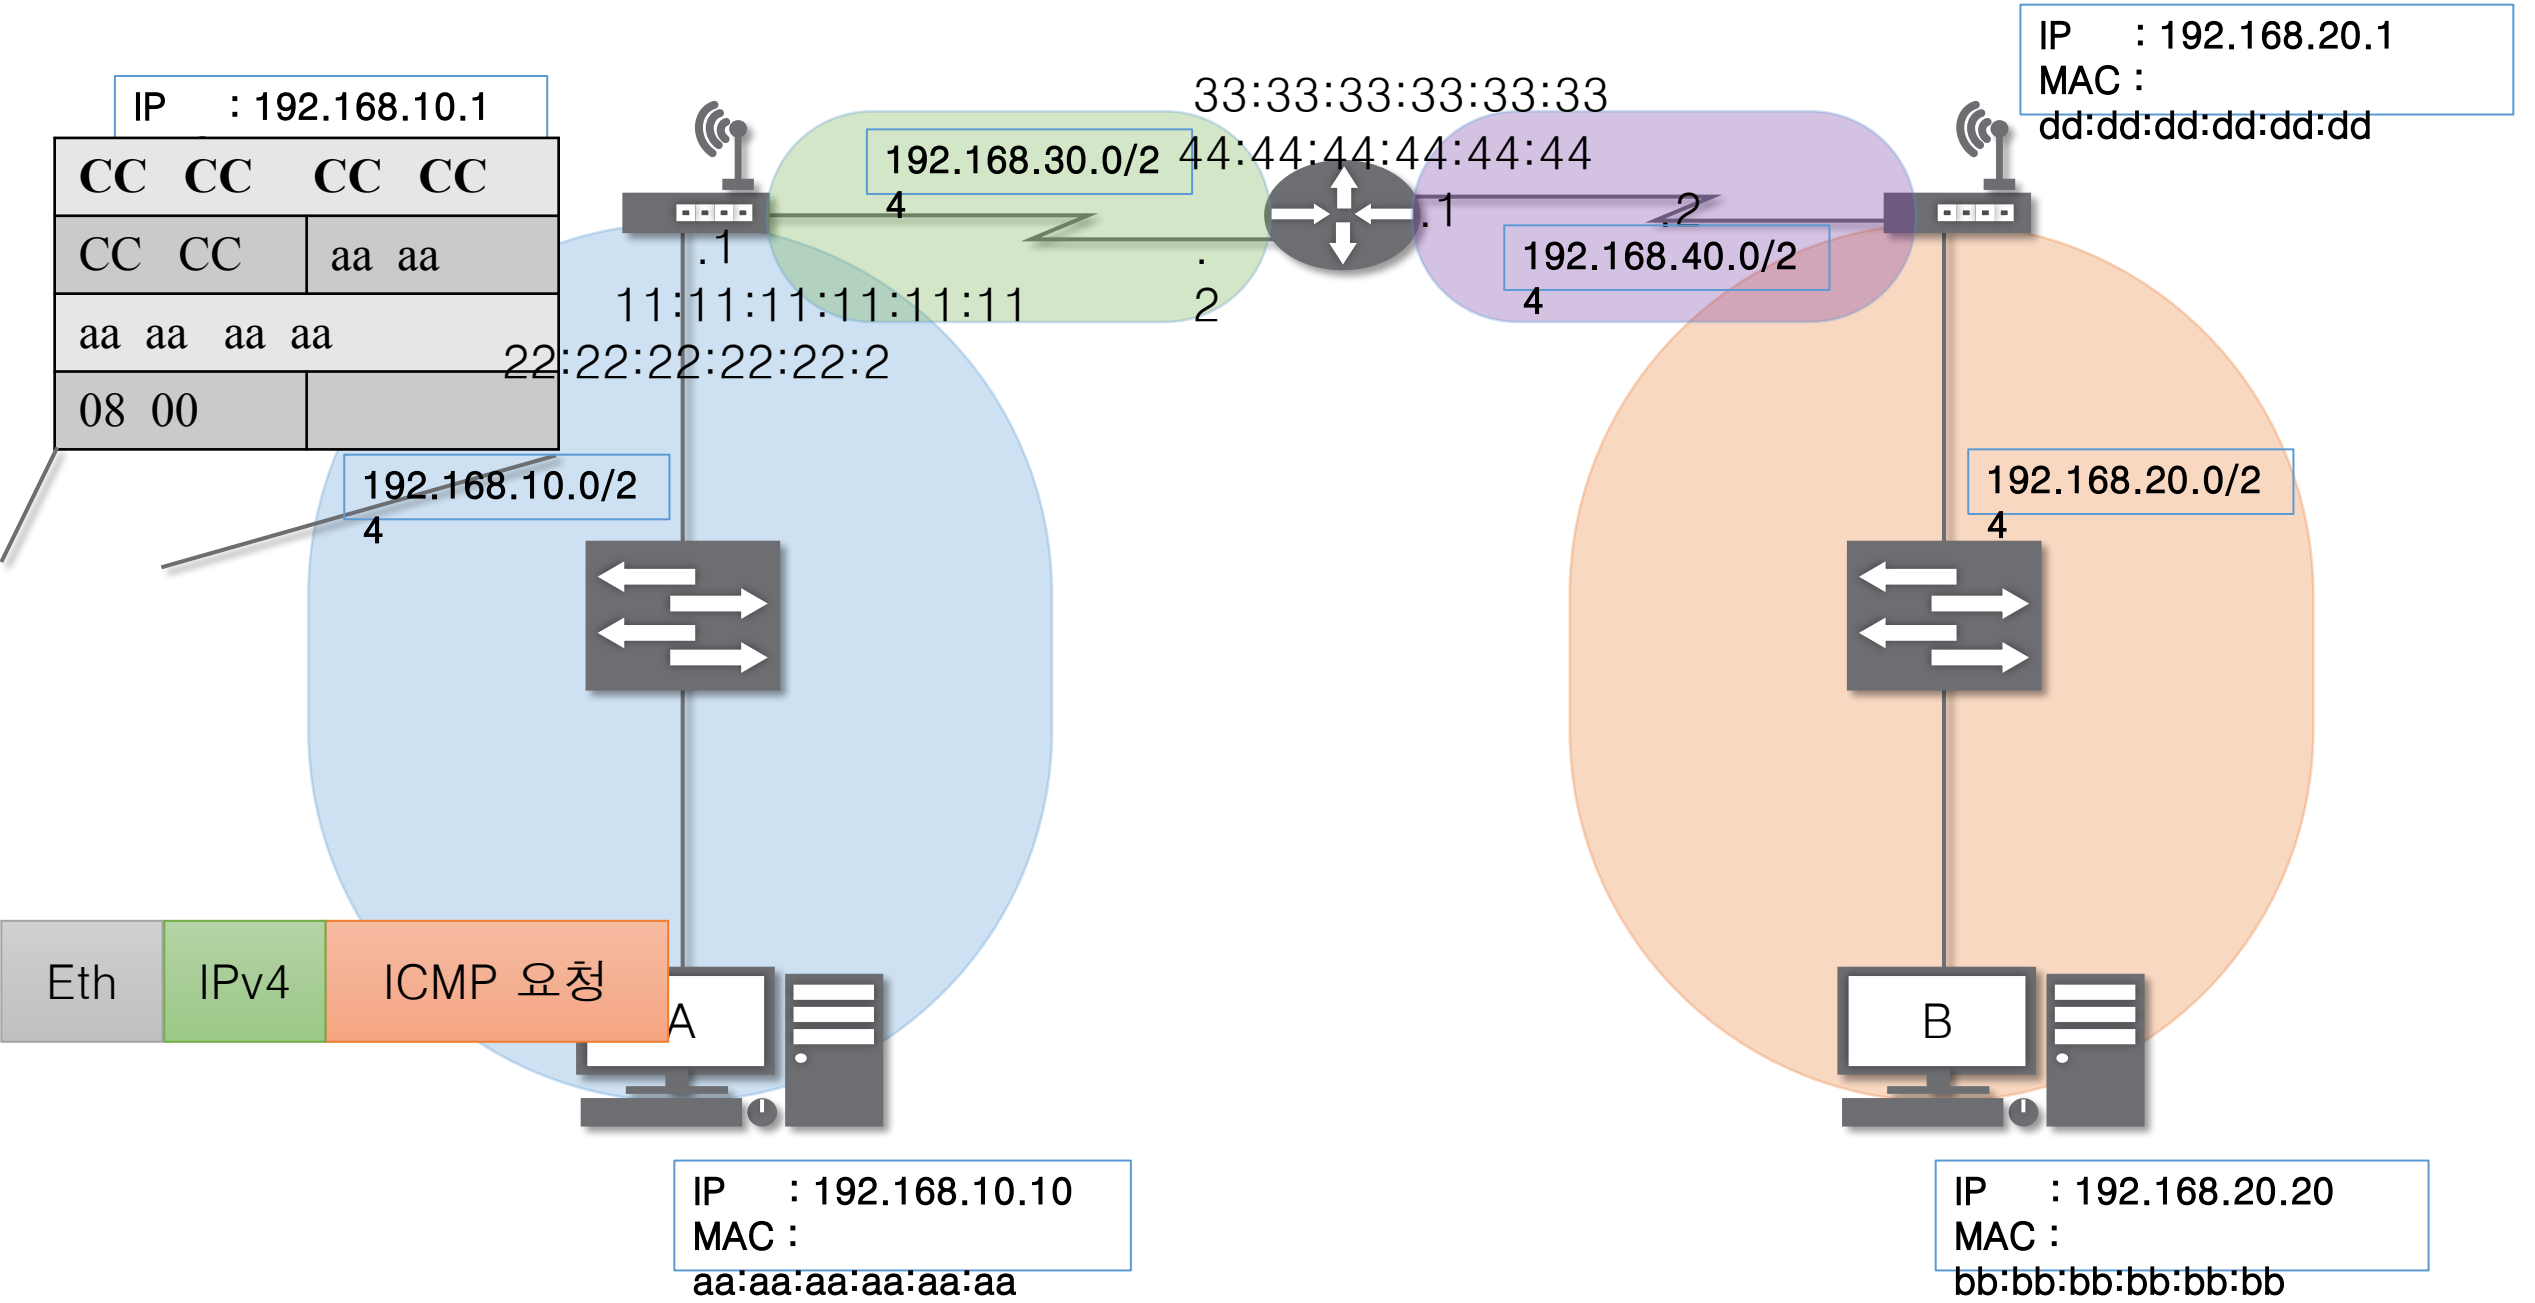 IP : 192.168.10.1
CC CC CC CC
CC CC aa aa
aa aa aa aa
08 00
192.168.10.0/2
4
.1
11:11:11:11:11:11
22:22:22:22:22:2
192.168.30.0/2
4
.
2
33:33:33:33:33:33
44:44:44:44:44:44
.1
.2
192.168.40.0/2
4
IP : 192.168.20.1
MAC :
dd:dd:dd:dd:dd:dd
192.168.20.0/2
4
Eth IPv4 ICMP 요청
A
B
IP : 192.168.10.10
MAC :
aa:aa:aa:aa:aa:aa
IP : 192.168.20.20
MAC :
bb:bb:bb:bb:bb:bb